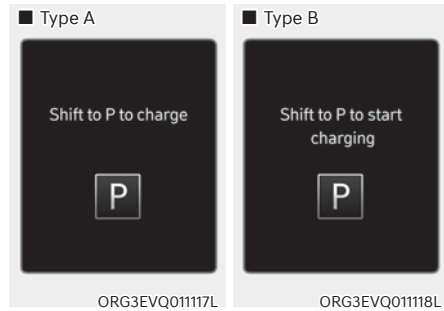 ■ Type A
Shift to P to charge
P
ORG3EVQ011117L
■ Type B
Shift to P to start
charging
P
ORG3EVQ011118L